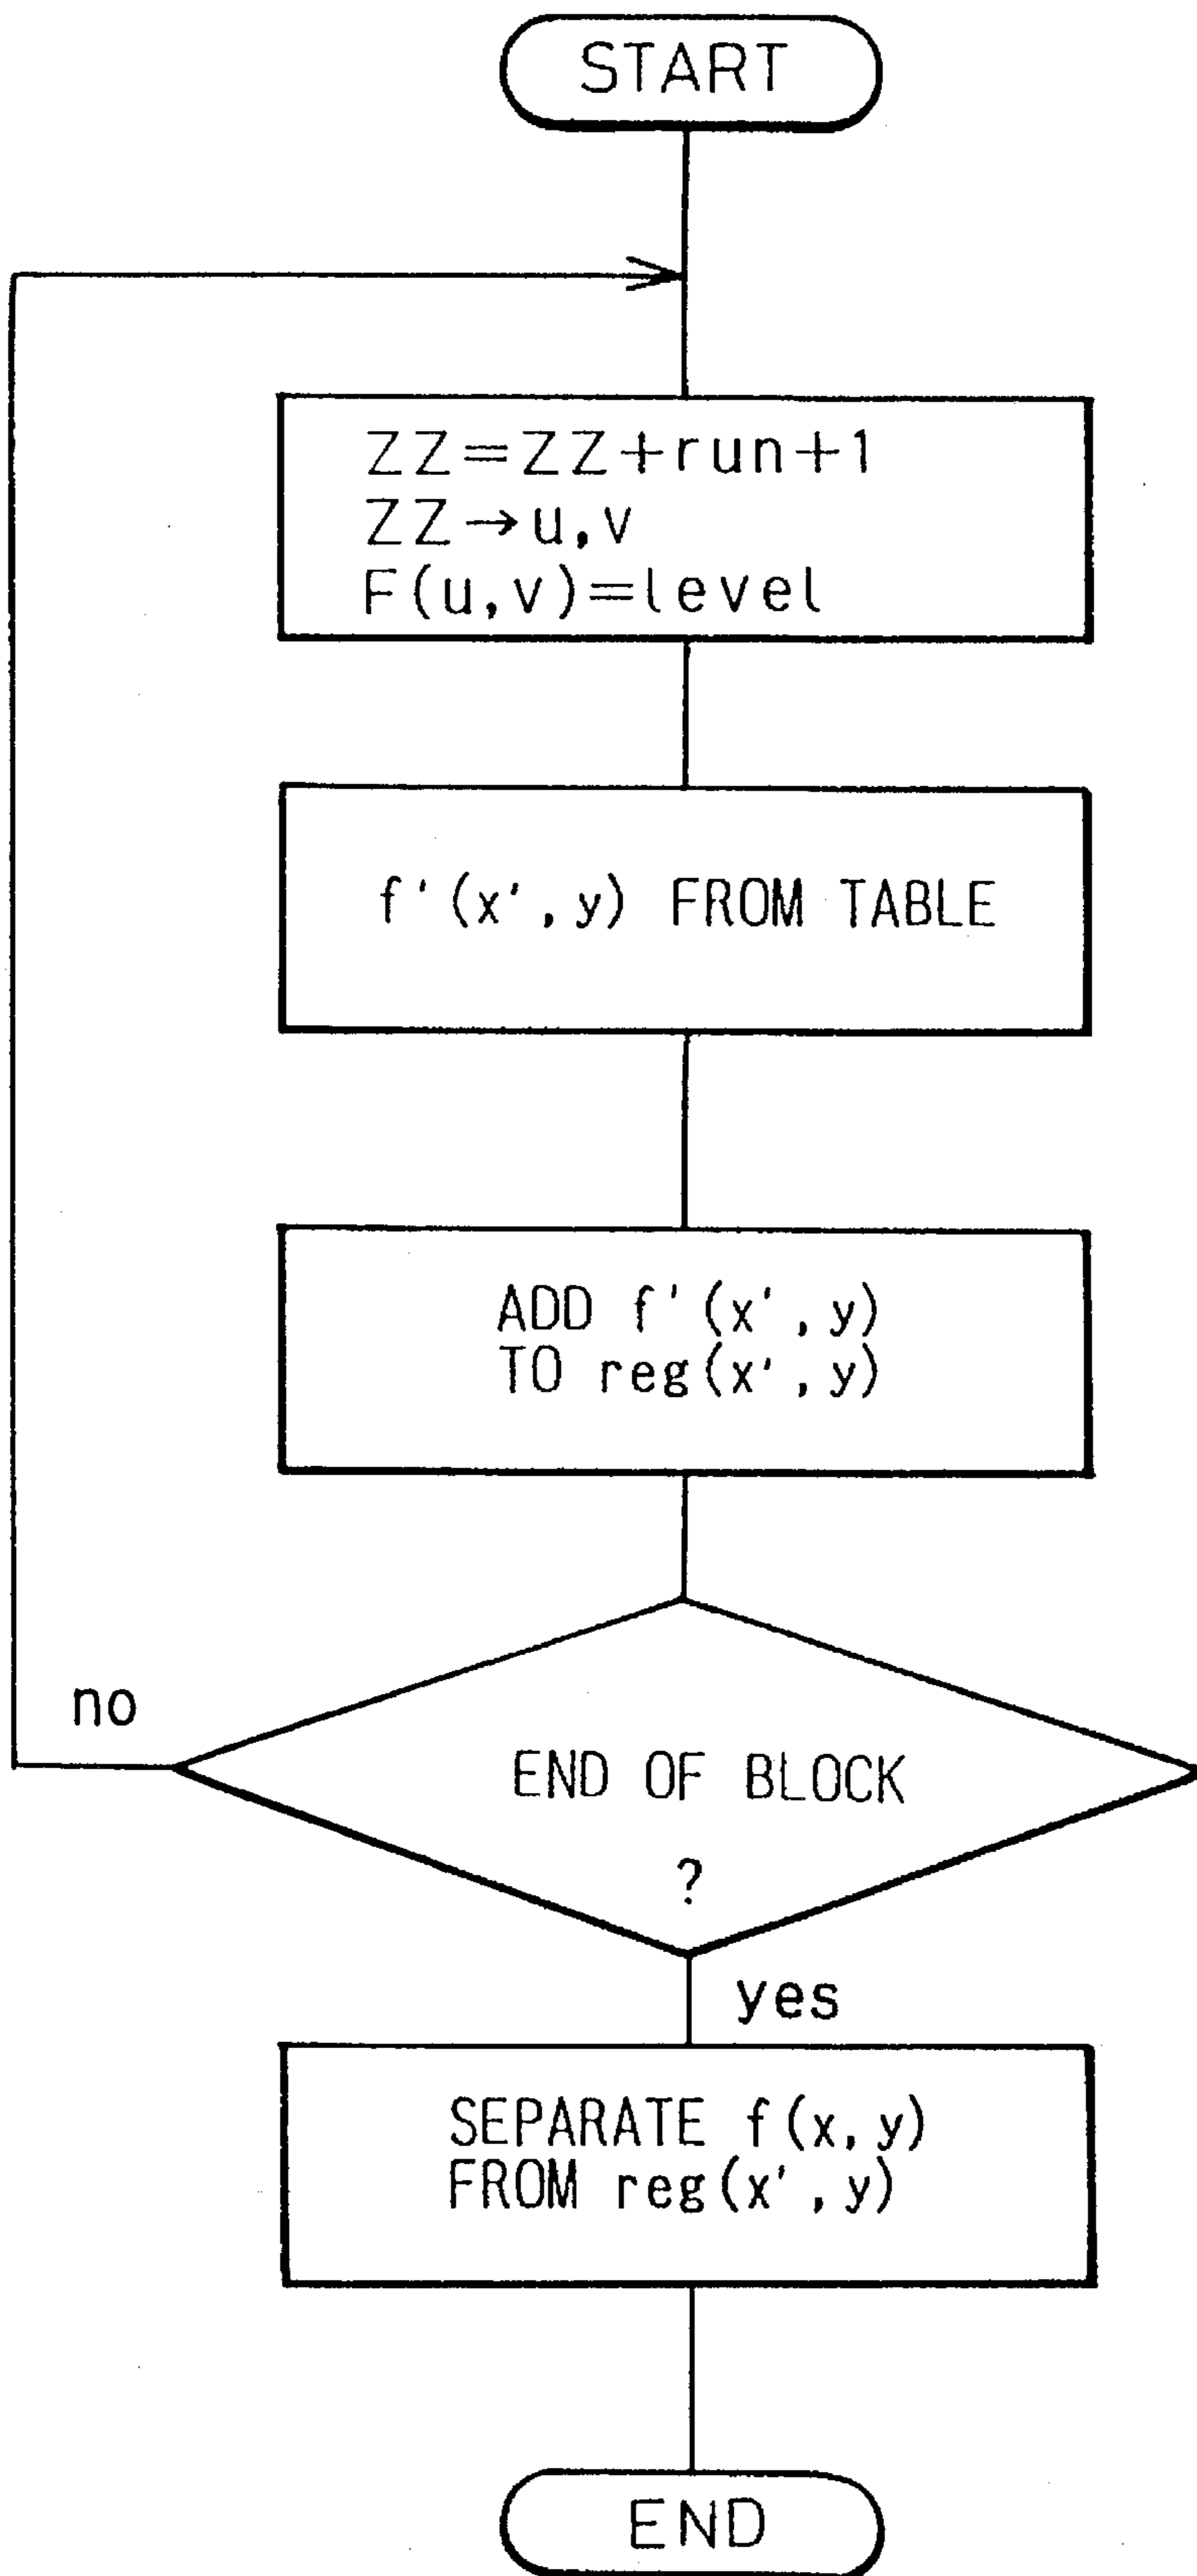 START
ZZ=ZZ+run+1
ZZ→u,v
F(u,v)=level
f'(x',y) FROM TABLE
ADD f'(x',y)
TO reg(x',y)
no
END OF BLOCK
?
yes
SEPARATE f(x,y)
FROM reg(x',y)
END